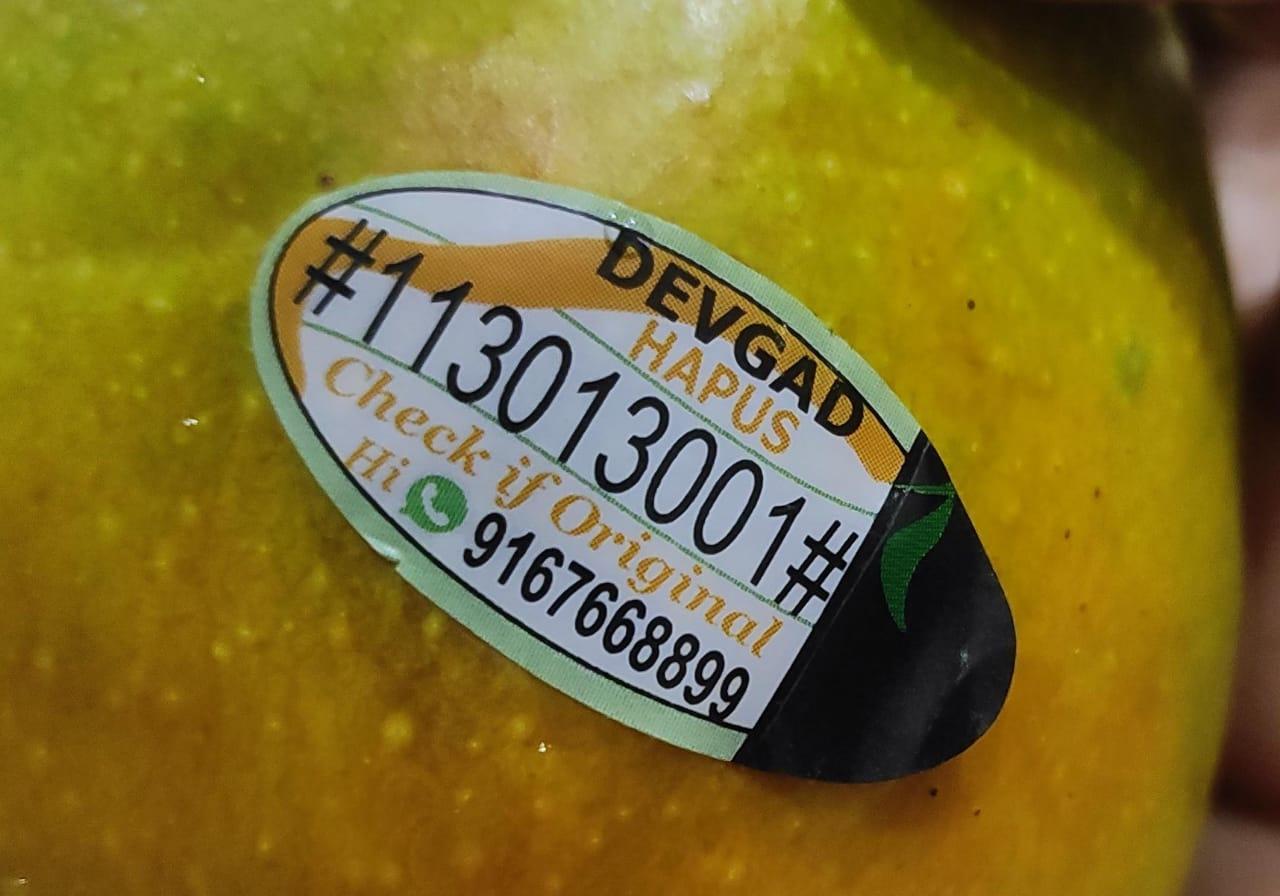 DEVGAD
HAPUS
#113013001#
Check if Original
Hi 9167668899